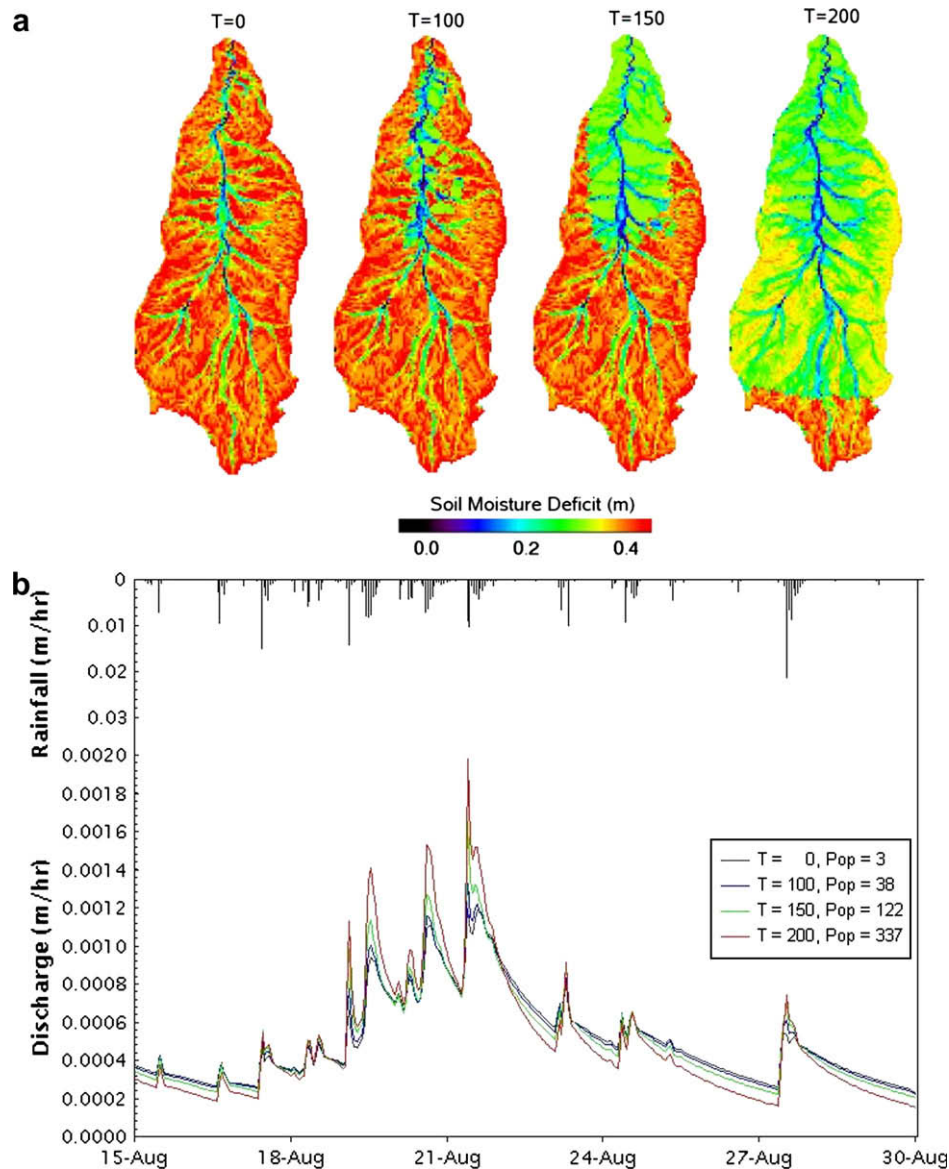 a
T=0 T=100 T=150 T=200
Soil Moisture Deficit (m)
0.0 0.2 0.4
b
Rainfall (m/hr)
0
0.01
0.02
0.03
Discharge (m/hr)
0.0020
0.0018
0.0016
0.0014
0.0012
0.0010
0.0008
0.0006
0.0004
0.0002
0.0000
T = 0, Pop = 3
T = 100, Pop = 38
T = 150, Pop = 122
T = 200, Pop = 337
15-Aug 18-Aug 21-Aug 24-Aug 27-Aug 30-Aug